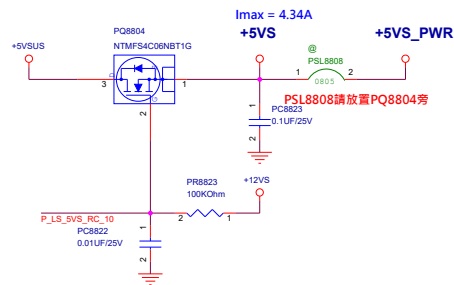 Imax = 4.34A
PQ8804
+5VSUS
NTMFS4C06NBT1G
+5VS
+5VS_PWR
@
PSL8808
3
D
S
G
1
1
2
0805
PSL8808請放置PQ8804旁
2
1
PC8823
0.1UF/25V
2
PR8823
100KOhm
+12VS
P_LS_5VS_RC_10
2
1
PC8822
0.01UF/25V
1
2